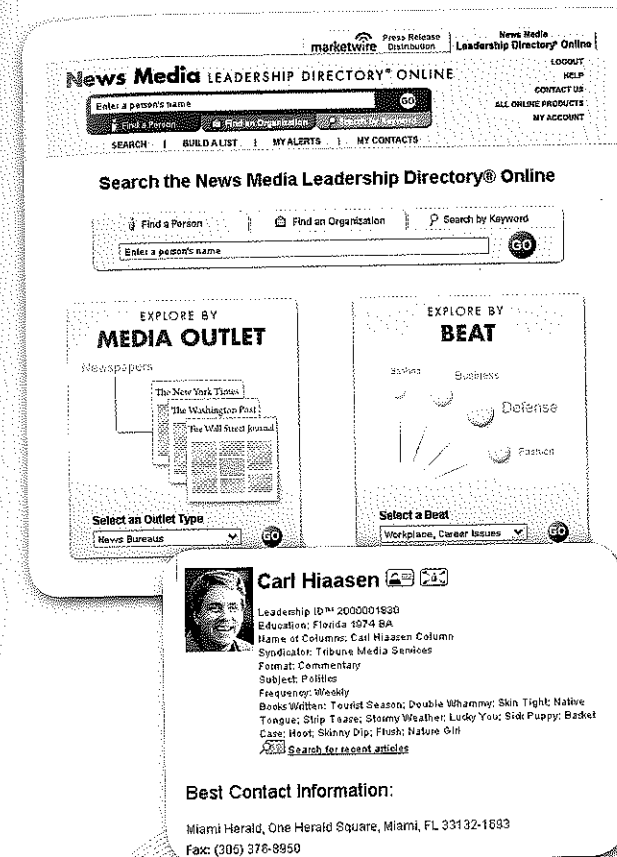 marketwire Press Release Distribution
News Media Leadership Directory® Online
LOGOUT
HELP
CONTACT US
ALL ONLINE PRODUCTS
MY ACCOUNT
News Media LEADERSHIP DIRECTORY® ONLINE
Enter a person's name GO
Find a Person Find an Organization Search by Keyword
SEARCH | BUILD A LIST | MY ALERTS | MY CONTACTS
Search the News Media Leadership Directory® Online
Find a Person Find an Organization Search by Keyword
Enter a person's name GO
EXPLORE BY
MEDIA OUTLET
Newspapers
The New York Times
The Washington Post
The Wall Street Journal
Select an Outlet Type
News Bureaus GO
EXPLORE BY
BEAT
Banking
Business
Defense
Fashion
Select a Beat
Workplace, Career Issues GO
Carl Hiaasen
Leadership ID™ 2000001830
Education: Florida 1974 BA
Name of Columns: Carl Hiaasen Column
Syndicator: Tribune Media Services
Format: Commentary
Subject: Politics
Frequency: Weekly
Books Written: Tourist Season; Double Whammy; Skin Tight; Native
Tongue; Strip Tease; Stormy Weather; Lucky You; Sick Puppy; Basket
Case; Hoot; Skinny Dip; Flush; Nature Girl
Search for recent articles
Best Contact Information:
Miami Herald, One Herald Square, Miami, FL 33132-1693
Fax: (305) 376-8950